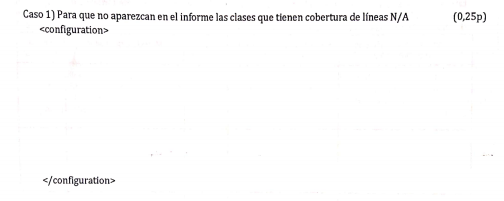 Caso 1) Para que no aparezcan en el informe las clases que tienen cobertura de líneas N/A (0,25p)
<configuration>
</configuration>